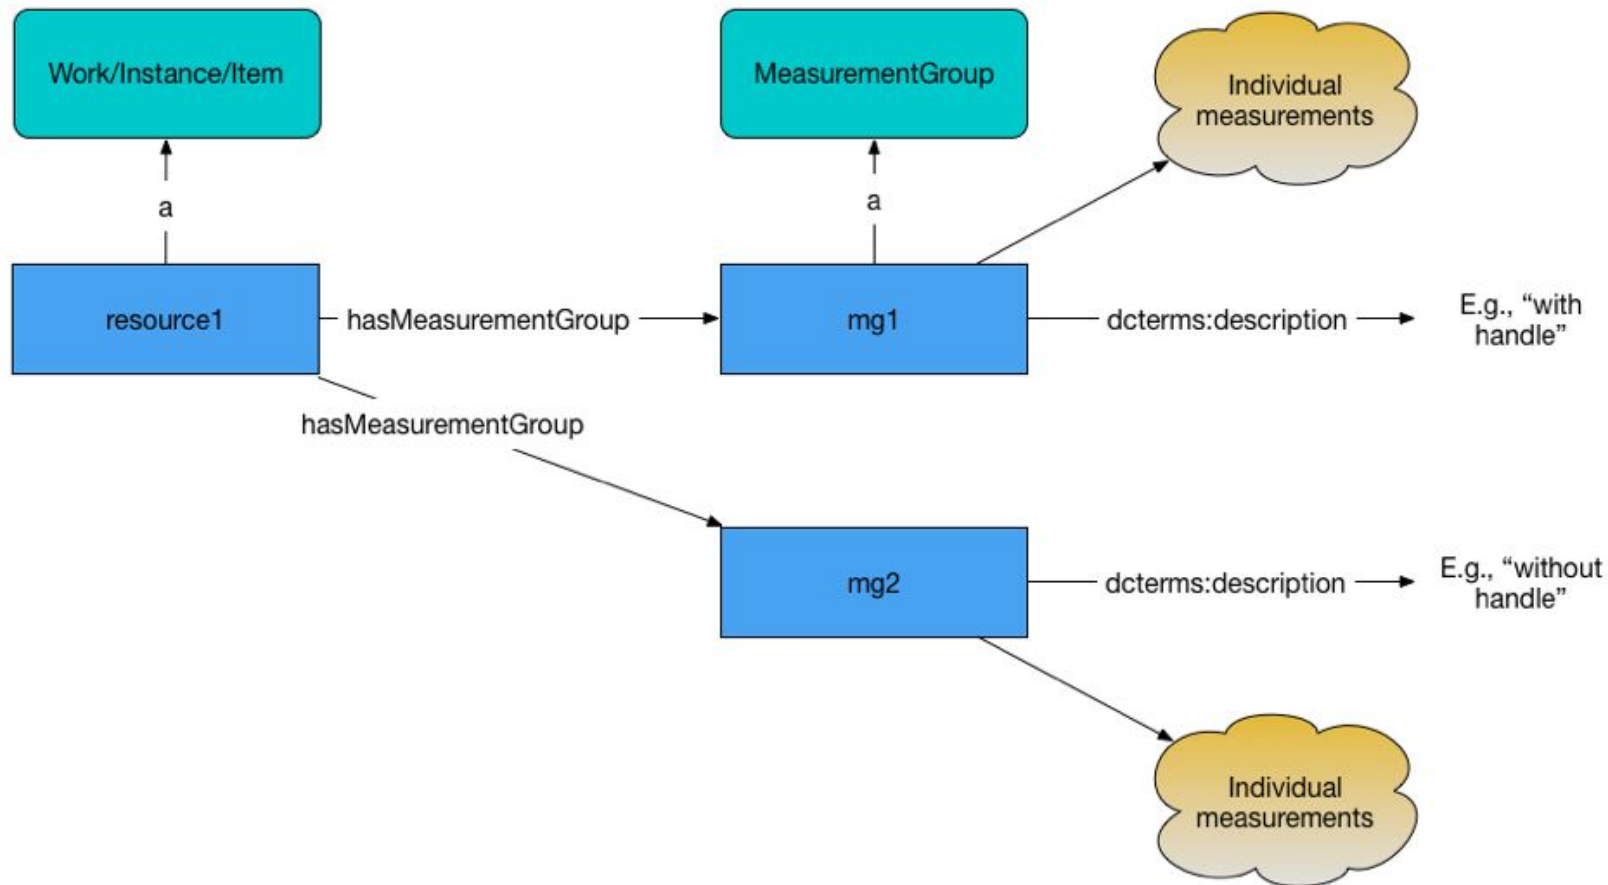 Work/Instance/Item
MeasurementGroup
Individual
measurements
a
a
resource1
hasMeasurementGroup
mg1
dcterms:description
E.g., “with
handle”
hasMeasurementGroup
mg2
dcterms:description
E.g., “without
handle”
Individual
measurements